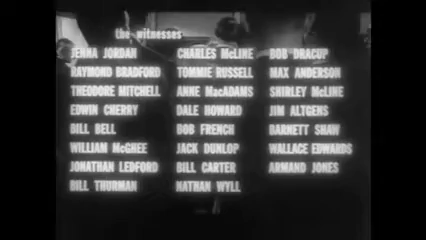 the witnesses
JENNA JORDAN CHARLES McLINE BOB DRACUP
RAYMOND BRADFORD TOMMIE RUSSELL MAX ANDERSON
THEODORE MITCHELL ANNE MacADAMS SHIRLEY McLINE
EDWIN CHERRY DALE HOWARD JIM ALTGENS
BILL BELL BOB FRENCH BARNETT SHAW
WILLIAM McGHEE JACK DUNLOP WALLACE EDWARDS
JONATHAN LEDFORD BILL CARTER ARMAND JONES
BILL THURMAN NATHAN WYLL